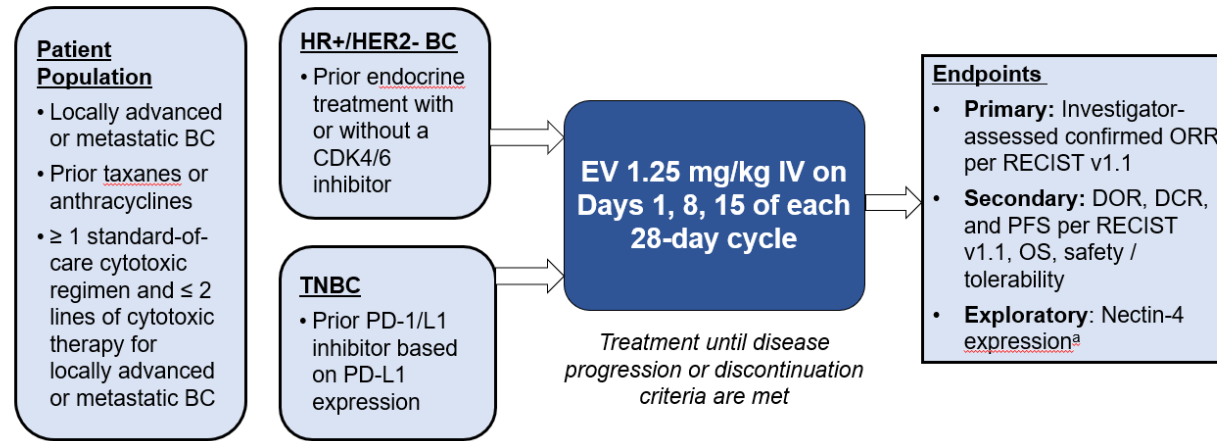 Patient
Population
• Locally advanced
or metastatic BC
• Prior taxanes or
anthracyclines
• ≥ 1 standard-of-
care cytotoxic
regimen and ≤ 2
lines of cytotoxic
therapy for
locally advanced
or metastatic BC
HR+/HER2- BC
• Prior endocrine
treatment with
or without a
CDK4/6
inhibitor
TNBC
• Prior PD-1/L1
inhibitor based
on PD-L1
expression
EV 1.25 mg/kg IV on
Days 1, 8, 15 of each
28-day cycle
Treatment until disease
progression or discontinuation
criteria are met
Endpoints
• Primary: Investigator-
assessed confirmed ORR
per RECIST v1.1
• Secondary: DOR, DCR,
and PFS per RECIST
v1.1, OS, safety /
tolerability
• Exploratory: Nectin-4
expressionᵃ